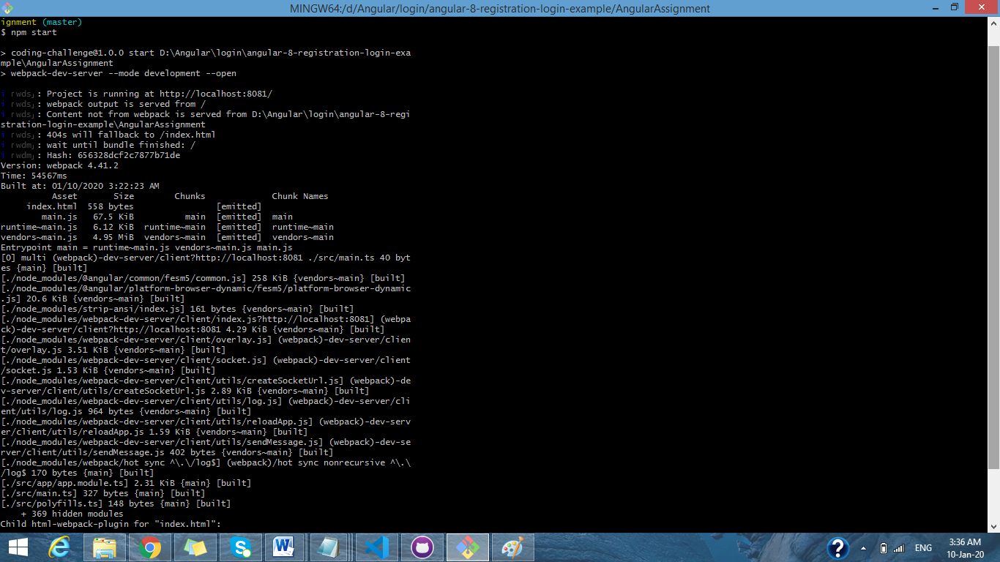 MINGW64:/d/Angular/login/angular-8-registration-login-example/AngularAssignment
ignment (master)
$ npm start
> coding-challenge@1.0.0 start D:\Angular\login\angular-8-registration-login-exa
mple\AngularAssignment
> webpack-dev-server --mode development --open
i ｢wds｣: Project is running at http://localhost:8081/
i ｢wds｣: webpack output is served from /
i ｢wds｣: Content not from webpack is served from D:\Angular\login\angular-8-regi
stration-login-example\AngularAssignment
i ｢wds｣: 404s will fallback to /index.html
i ｢wdm｣: wait until bundle finished: /
i ｢wdm｣: Hash: 656328dcf2c7877b71de
Version: webpack 4.41.2
Time: 54567ms
Built at: 01/10/2020 3:22:23 AM
Asset Size Chunks Chunk Names
index.html 558 bytes [emitted]
main.js 67.5 KiB main [emitted] main
runtime~main.js 6.12 KiB runtime~main [emitted] runtime~main
vendors~main.js 4.95 MiB vendors~main [emitted] vendors~main
Entrypoint main = runtime~main.js vendors~main.js main.js
[0] multi (webpack)-dev-server/client?http://localhost:8081 ./src/main.ts 40 byt
es {main} [built]
[./node_modules/@angular/common/fesm5/common.js] 258 KiB {vendors~main} [built]
[./node_modules/@angular/platform-browser-dynamic/fesm5/platform-browser-dynamic
.js] 20.6 KiB {vendors~main} [built]
[./node_modules/strip-ansi/index.js] 161 bytes {vendors~main} [built]
[./node_modules/webpack-dev-server/client/index.js?http://localhost:8081] (webpa
ck)-dev-server/client?http://localhost:8081 4.29 KiB {vendors~main} [built]
[./node_modules/webpack-dev-server/client/overlay.js] (webpack)-dev-server/clien
t/overlay.js 3.51 KiB {vendors~main} [built]
[./node_modules/webpack-dev-server/client/socket.js] (webpack)-dev-server/client
/socket.js 1.53 KiB {vendors~main} [built]
[./node_modules/webpack-dev-server/client/utils/createSocketUrl.js] (webpack)-de
v-server/client/utils/createSocketUrl.js 2.89 KiB {vendors~main} [built]
[./node_modules/webpack-dev-server/client/utils/log.js] (webpack)-dev-server/cli
ent/utils/log.js 964 bytes {vendors~main} [built]
[./node_modules/webpack-dev-server/client/utils/reloadApp.js] (webpack)-dev-serv
er/client/utils/reloadApp.js 1.59 KiB {vendors~main} [built]
[./node_modules/webpack-dev-server/client/utils/sendMessage.js] (webpack)-dev-se
rver/client/utils/sendMessage.js 402 bytes {vendors~main} [built]
[./node_modules/webpack/hot sync ^\.\/log$] (webpack)/hot sync nonrecursive ^\.\
/log$ 170 bytes {main} [built]
[./src/app/app.module.ts] 2.31 KiB {main} [built]
[./src/main.ts] 327 bytes {main} [built]
[./src/polyfills.ts] 148 bytes {main} [built]
+ 369 hidden modules
Child html-webpack-plugin for "index.html":
ENG
3:36 AM
10-Jan-20